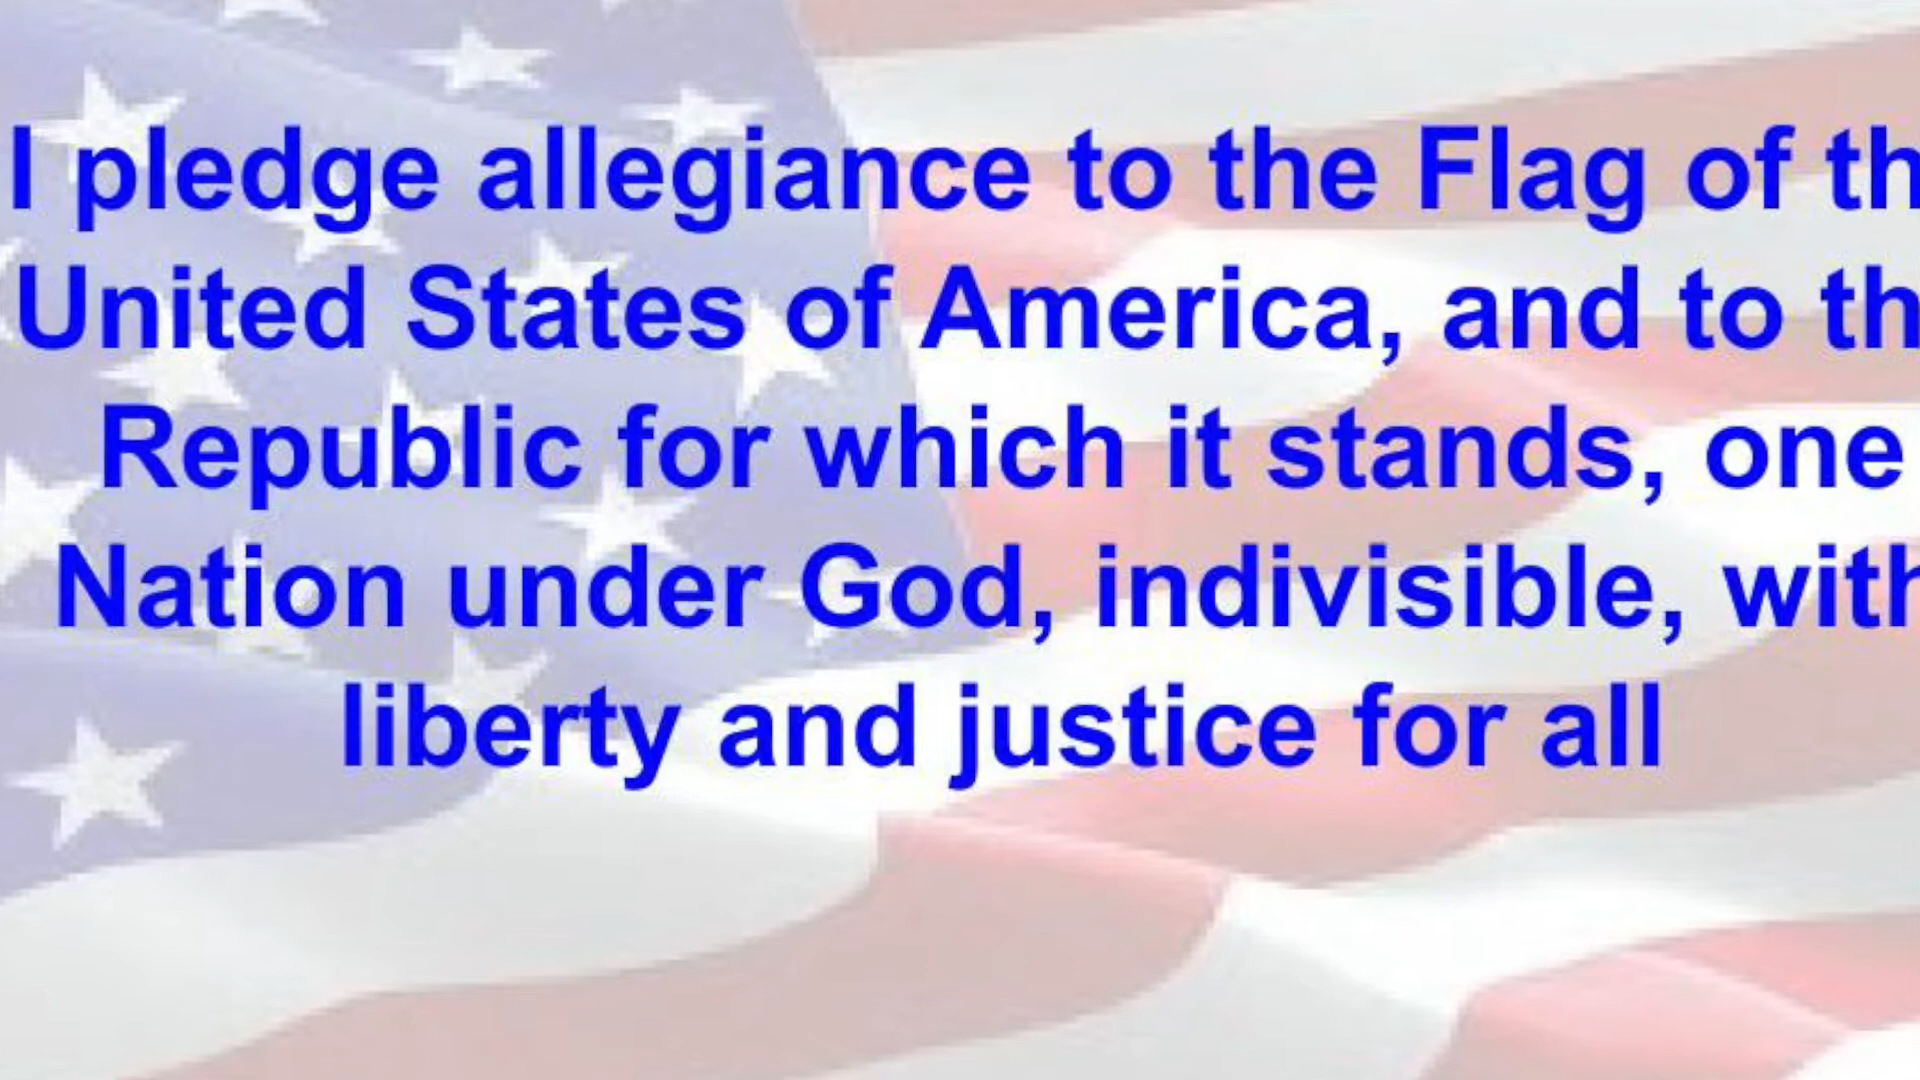 I pledge allegiance to the Flag of th
United States of America, and to th
Republic for which it stands, one
Nation under God, indivisible, with
liberty and justice for all